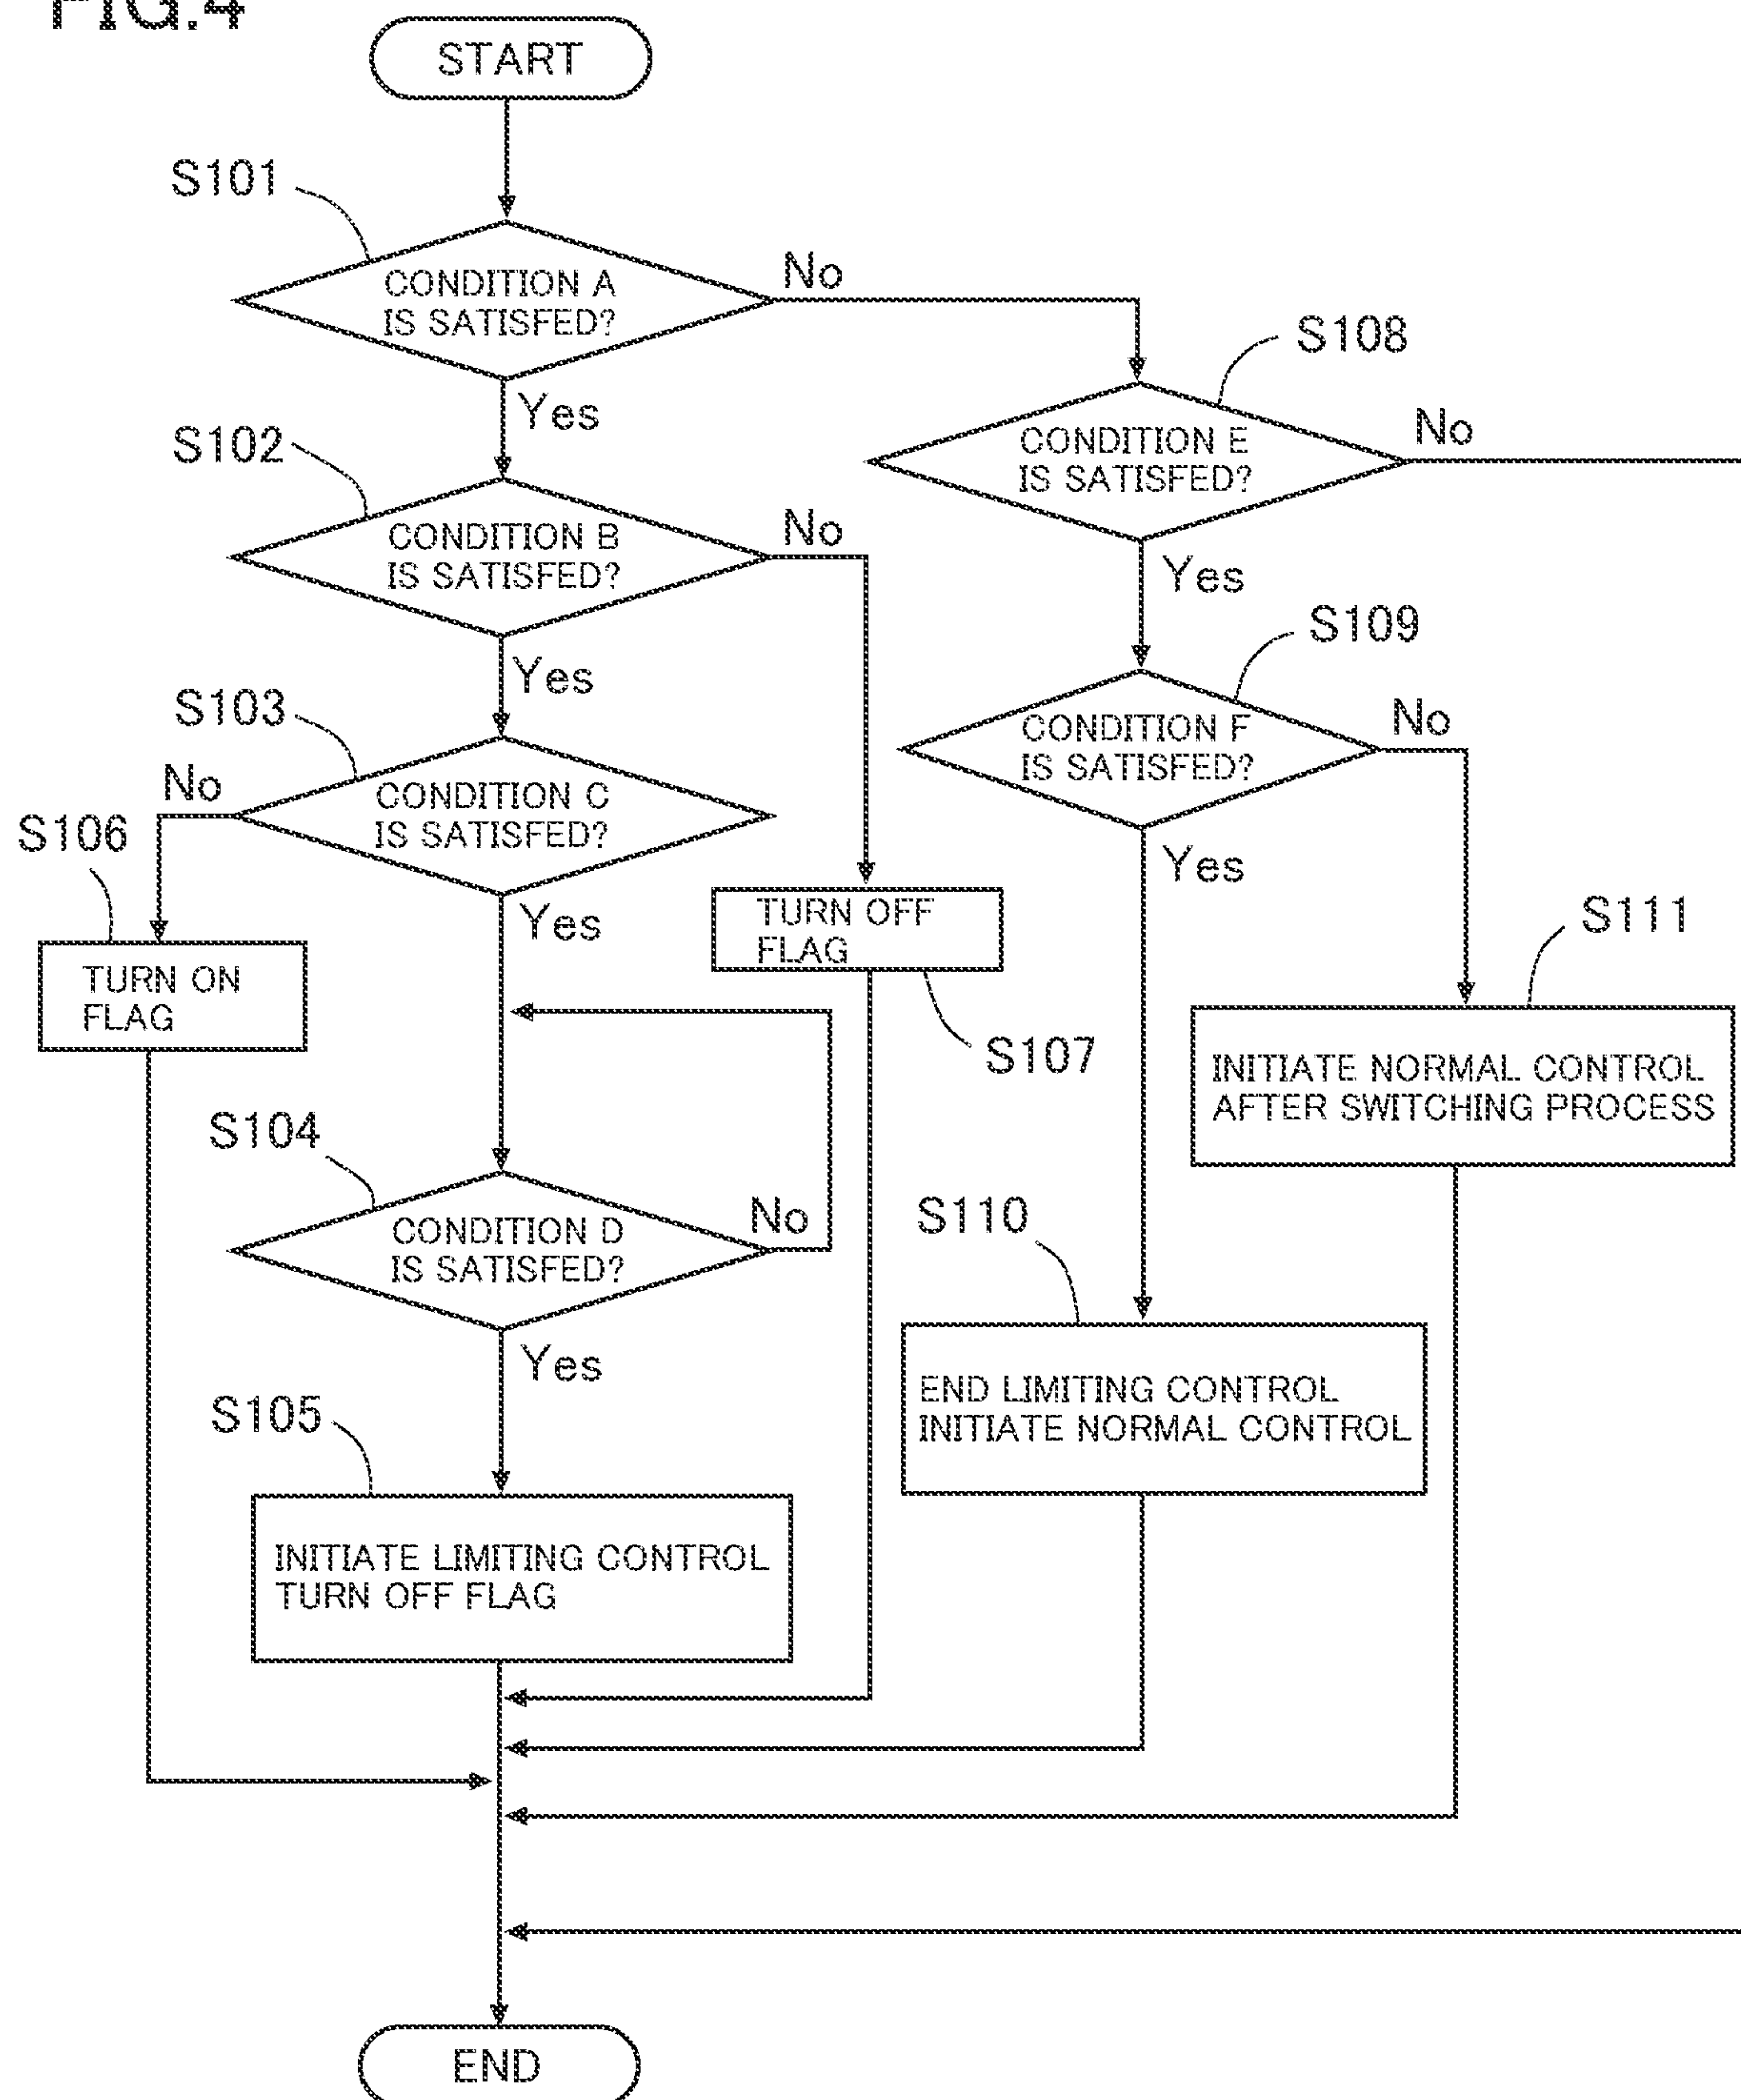 FIG.4
START
S101
CONDITION A
IS SATISFED?
No
Yes
S108
CONDITION E
IS SATISFED?
No
Yes
S102
CONDITION B
IS SATISFED?
No
Yes
S109
CONDITION F
IS SATISFED?
No
Yes
S103
CONDITION C
IS SATISFED?
No
Yes
S106
TURN ON
FLAG
TURN OFF
FLAG
S107
S111
INITIATE NORMAL CONTROL
AFTER SWITCHING PROCESS
S104
CONDITION D
IS SATISFED?
No
Yes
S110
END LIMITING CONTROL
INITIATE NORMAL CONTROL
S105
INITIATE LIMITING CONTROL
TURN OFF FLAG
END